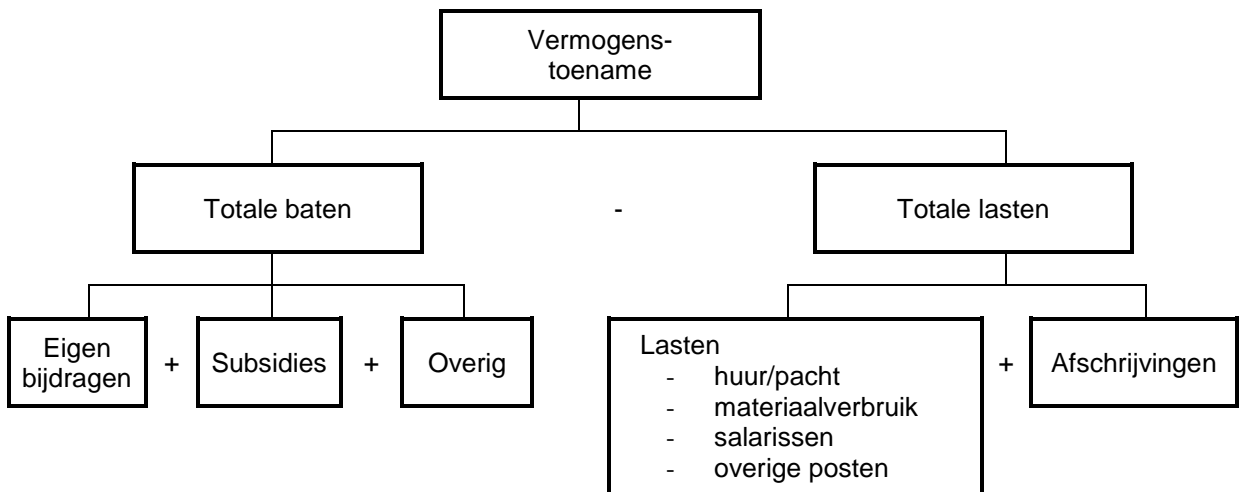 Vermogens-
toename
Totale baten
-
Totale lasten
Eigen
bijdragen
+
Subsidies
+
Overig
Lasten
- huur/pacht
- materiaalverbruik
- salarissen
- overige posten
+
Afschrijvingen